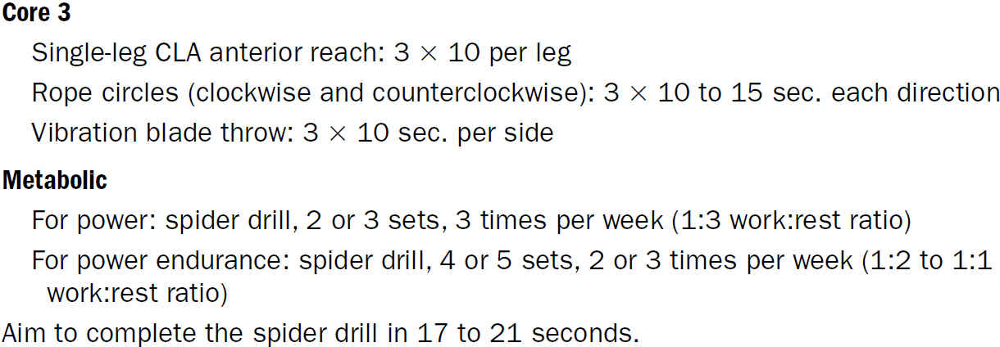 Core 3
Single-leg CLA anterior reach: 3 × 10 per leg
Rope circles (clockwise and counterclockwise): 3 × 10 to 15 sec. each direction
Vibration blade throw: 3 × 10 sec. per side
Metabolic
For power: spider drill, 2 or 3 sets, 3 times per week (1:3 work:rest ratio)
For power endurance: spider drill, 4 or 5 sets, 2 or 3 times per week (1:2 to 1:1
work:rest ratio)
Aim to complete the spider drill in 17 to 21 seconds.